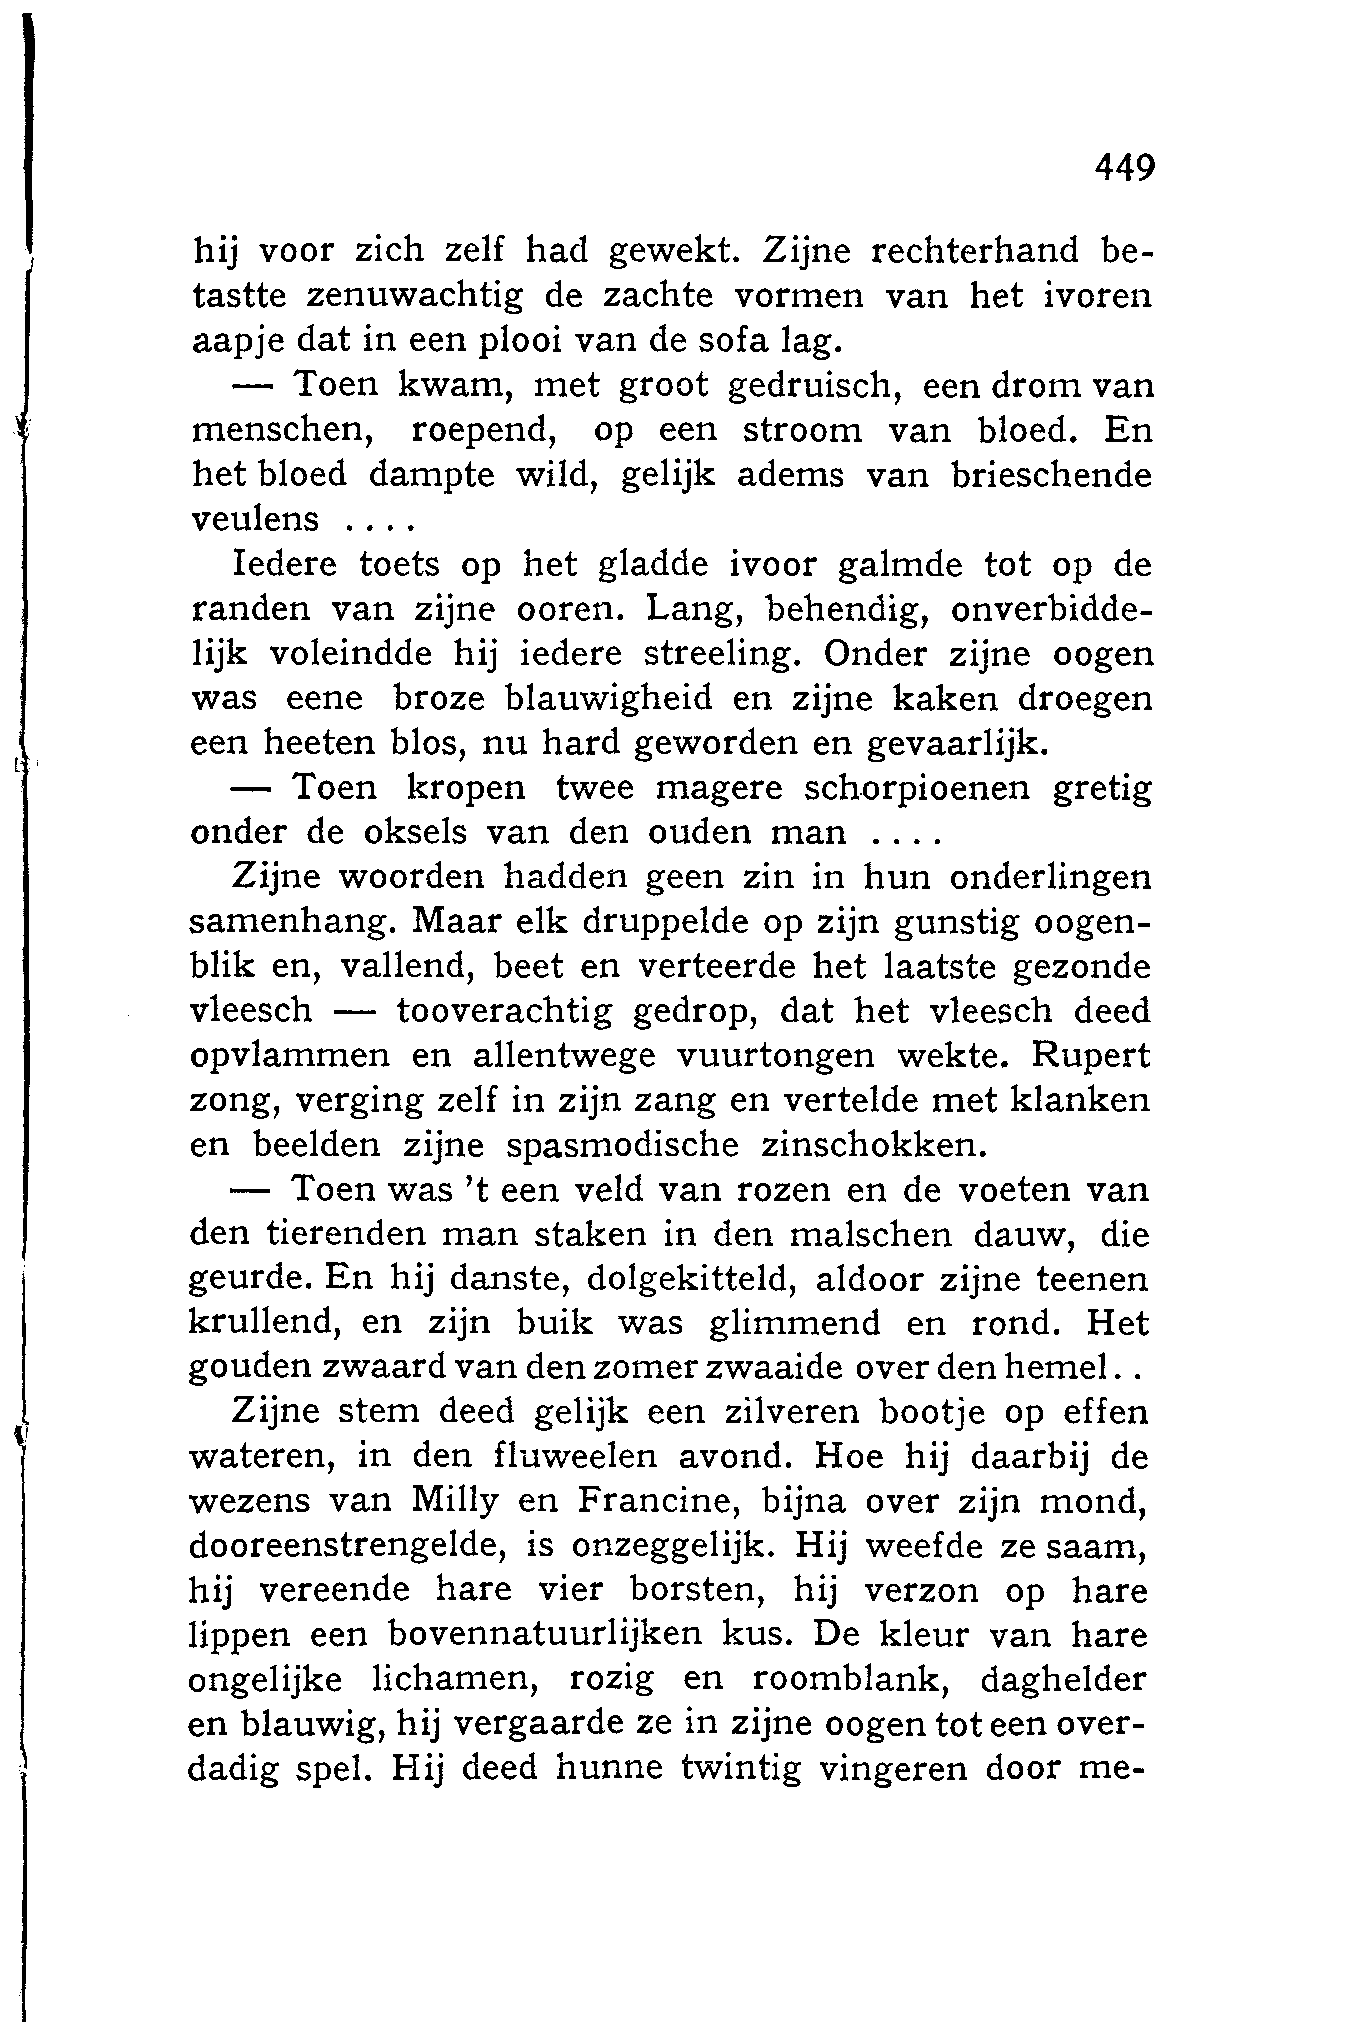 449
hij voor zich zelf had gewekt. Zijne rechterhand be-
tastte zenuwachtig de zachte vormen van het ivoren
aapje dat in een plooi van de sofa lag.
— Toen kwam, met groot gedruisch, een drom van
menschen, roepend, op een stroom van bloed. En
het bloed dampte wild, gelijk adems van brieschende
veulens ....
Iedere toets op het gladde ivoor galmde tot op de
randen van zijne ooren. Lang, behendig, onverbidde-
lijk voleindde hij iedere streeling. Onder zijne oogen
was eene broze blauwigheid en zijne kaken droegen
een heeten blos, nu hard geworden en gevaarlijk.
— Toen kropen twee magere schorpioenen gretig
onder de oksels van den ouden man ....
Zijne woorden hadden geen zin in hun onderlingen
samenhang. Maar elk druppelde op zijn gunstig oogen-
blik en, vallend, beet en verteerde het laatste gezonde
vleesch — tooverachtig gedrop, dat het vleesch deed
opvlammen en allentwege vuurtongen wekte. Rupert
zong, verging zelf in zijn zang en vertelde met klanken
en beelden zijne spasmodische zinschokken.
— Toen was 't een veld van rozen en de voeten van
den tierenden man staken in den malschen dauw, die
geurde. En hij danste, dolgekitteld, aldoor zijne teenen
krullend, en zijn buik was glimmend en rond. Het
gouden zwaard van den zomer zwaaide over den hemel..
Zijne stem deed gelijk een zilveren bootje op effen
wateren, in den fluweelen avond. Hoe hij daarbij de
wezens van Milly en Francine, bijna over zijn mond,
dooreenstrengelde, is onzeggelijk. Hij weefde ze saam,
hij vereende hare vier borsten, hij verzon op hare
lippen een bovennatuurlijken kus. De kleur van hare
ongelijke lichamen, rozig en roomblank, daghelder
en blauwig, hij vergaarde ze in zijne oogen tot een over-
dadig spel. Hij deed hunne twintig vingeren door me-